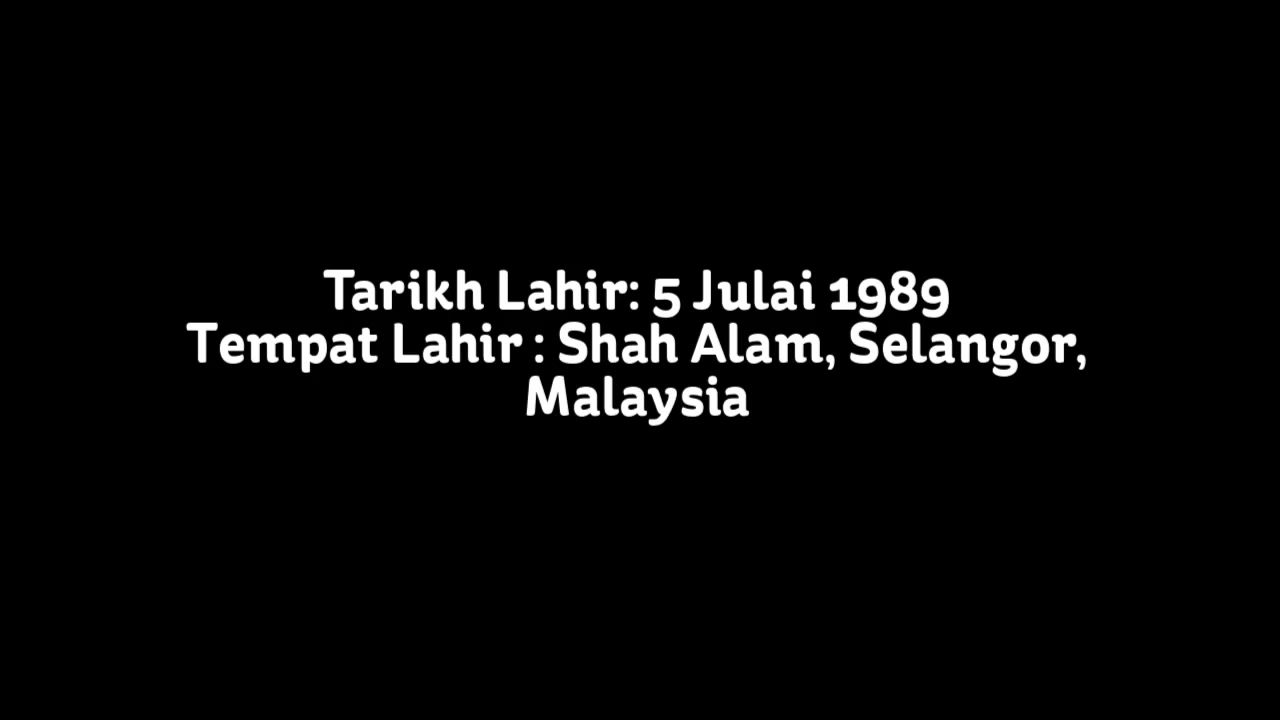 Tarikh Lahir: 5 Julai 1989
Tempat Lahir : Shah Alam, Selangor,
Malaysia